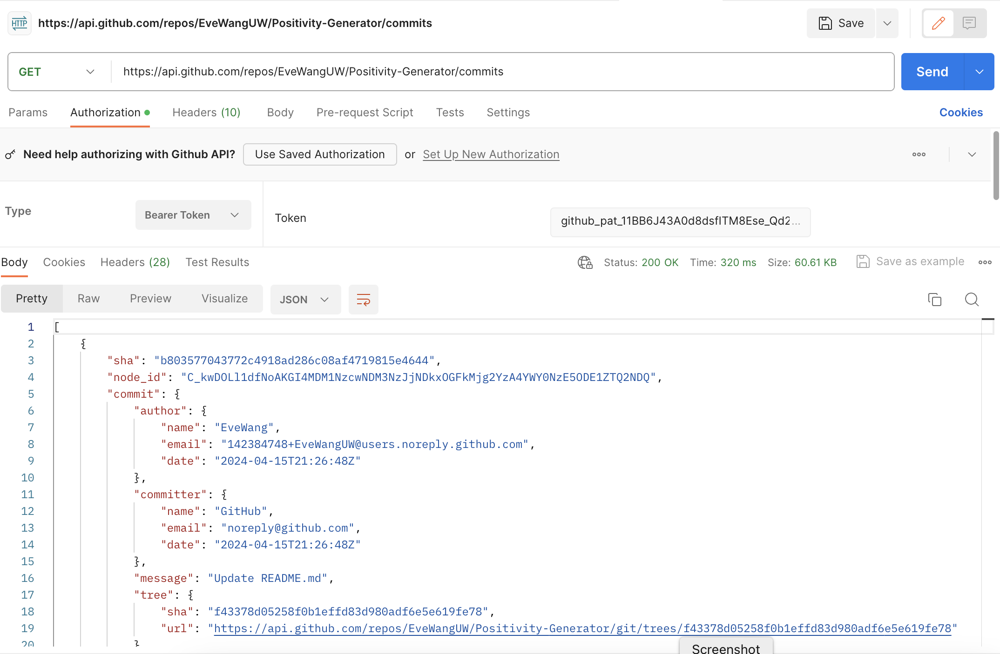 HTTP https://api.github.com/repos/EveWangUW/Positivity-Generator/commits Save
GET https://api.github.com/repos/EveWangUW/Positivity-Generator/commits Send
Params Authorization Headers (10) Body Pre-request Script Tests Settings Cookies
Need help authorizing with Github API? Use Saved Authorization or Set Up New Authorization
Type Bearer Token Token github_pat_11BB6J43A0d8dsfITM8Ese_Qd2...
Body Cookies Headers (28) Test Results Status: 200 OK Time: 320 ms Size: 60.61 KB Save as example
Pretty Raw Preview Visualize JSON
1 [
2 {
3 "sha": "b803577043772c4918ad286c08af4719815e4644",
4 "node_id": "C_kwDOLl1dfNoAKGI4MDM1NzcwNDM3NzJjNDkxOGFkMjg2YzA4YWY0NzE5ODE1ZTQ2NDQ",
5 "commit": {
6 "author": {
7 "name": "EveWang",
8 "email": "142384748+EveWangUW@users.noreply.github.com",
9 "date": "2024-04-15T21:26:48Z"
10 },
11 "committer": {
12 "name": "GitHub",
13 "email": "noreply@github.com",
14 "date": "2024-04-15T21:26:48Z"
15 },
16 "message": "Update README.md",
17 "tree": {
18 "sha": "f43378d05258f0b1effd83d980adf6e5e619fe78",
19 "url": "https://api.github.com/repos/EveWangUW/Positivity-Generator/git/trees/f43378d05258f0b1effd83d980adf6e5e619fe78"
20 }
Screenshot